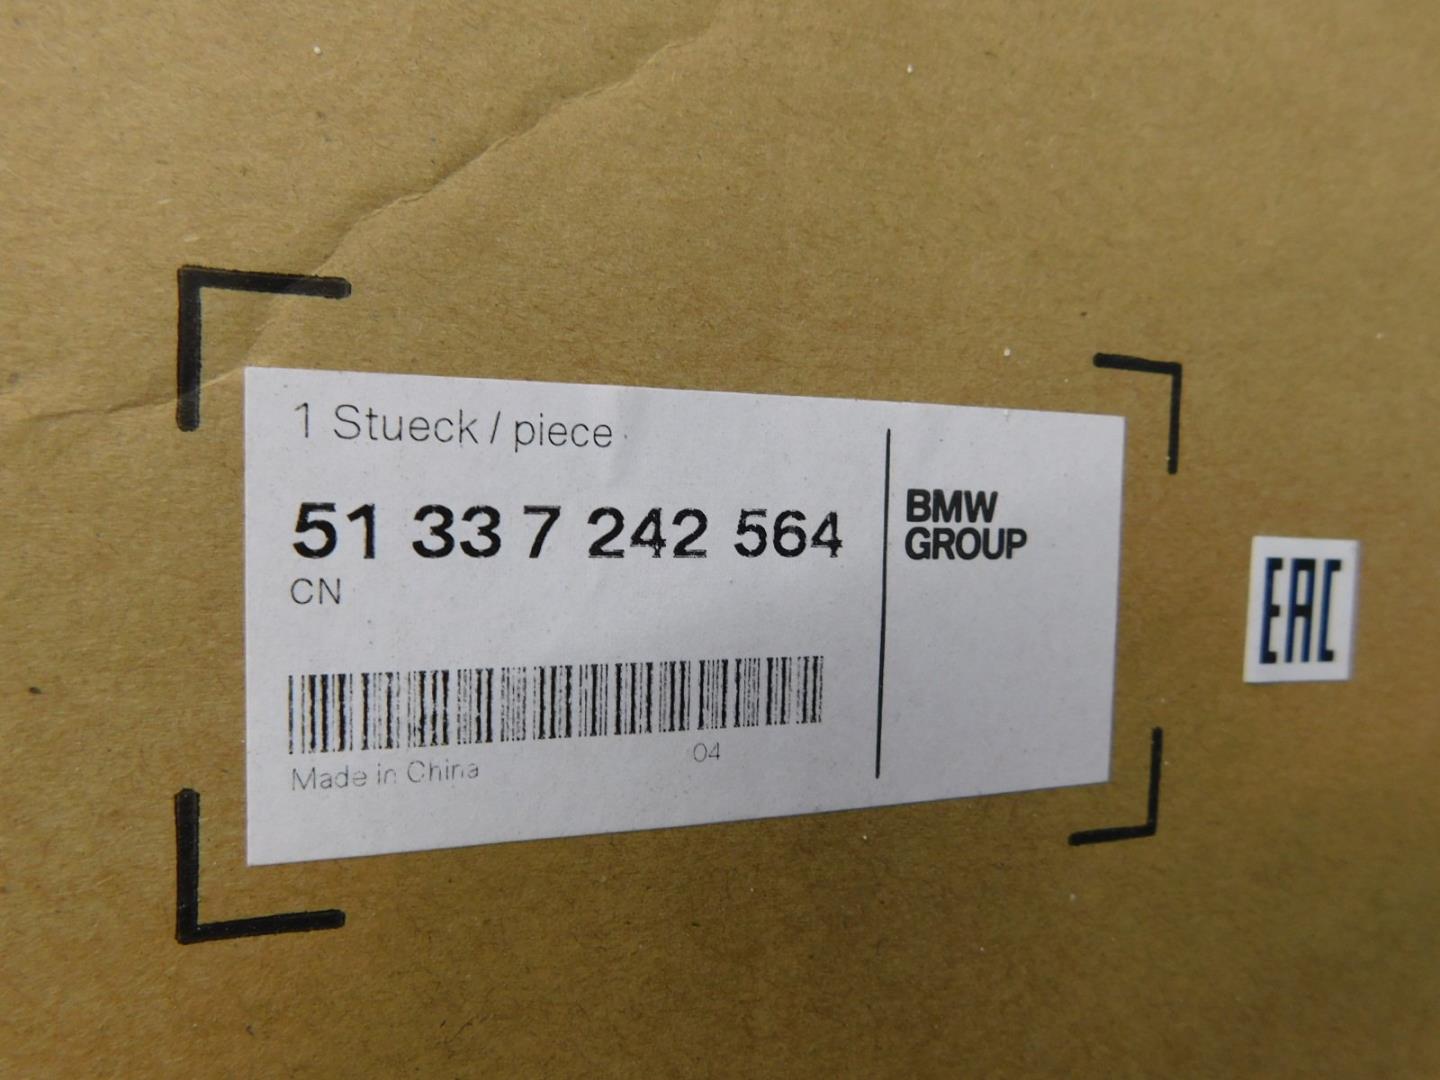 1 Stueck / piece
51 33 7 242 564
CN
Made in China
04
BMW
GROUP
EAC